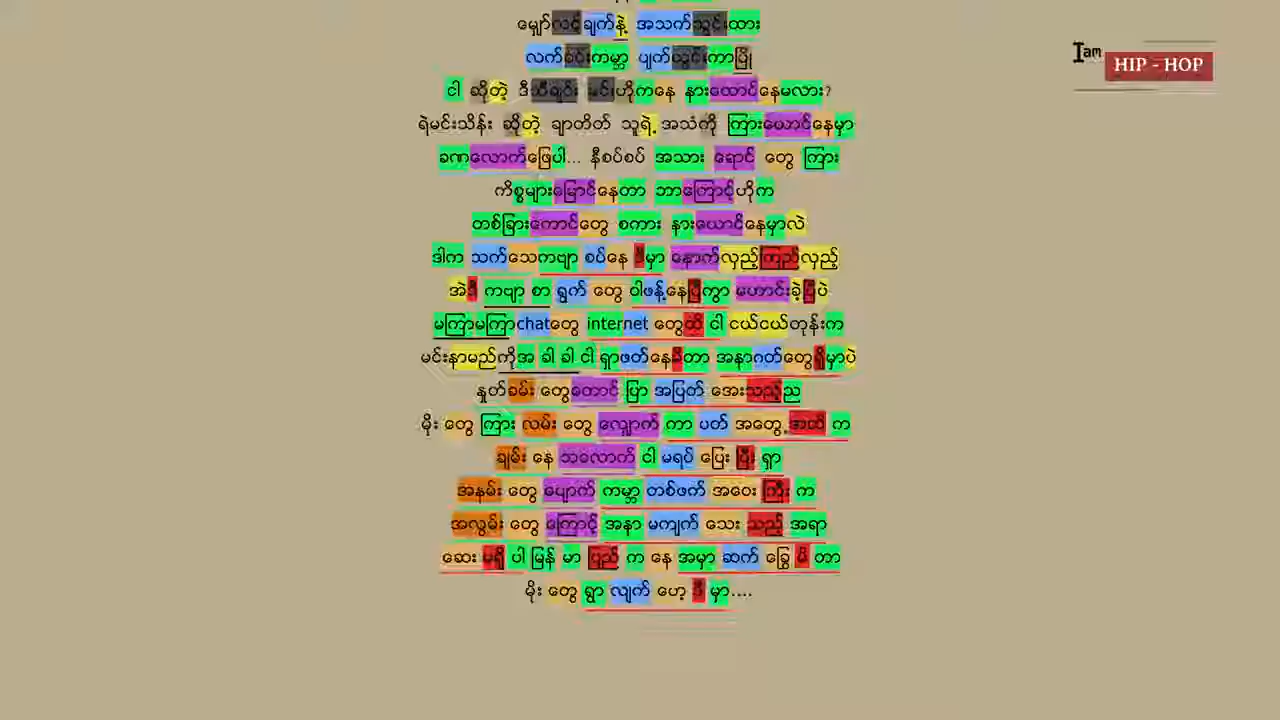 မျှော်လင့်ချက်နဲ့ အသက်သွင်းထား
လက်ခင်းကမ္ဘာ ပျက်သွင်းကာပြို
ငါ ဆိုတဲ့ ဒီသီချင်း မင်းဟိုကနေ နားထောင်နေမလား?
ရဲမင်းသိန်း ဆိုတဲ့ ချာတိတ် သူရဲ့ အသံကို ကြားယောင်နေမှာ
ခဏလောက်ဖြေပါ... နီစပ်စပ် အသား ရောင် တွေ ကြား
ကိစ္စများမြောင်နေတာ ဘာကြောင့်ဟိုက
တစ်ခြားကောင်တွေ စကား နားယောင်နေမှာလဲ
ဒါက သက်သေကဗျာ စပ်နေ ဒီမှာ နောက်လှည့်ကြည့်လှည့်
အဲဒီ ကဗျာ စာ ရွက် တွေ ဝါဖန့်နေပြီကွာ ဟောင်းခဲ့ပြီပဲ
မကြာမကြာchatတွေ internet တွေထိ ငါ ငယ်ငယ်တုန်းက
မင်းနာမည်ကိုအ ခါ ခါ ငါ ရှာဖတ်နေမိတာ အနာဂတ်တွေရှိမှာပဲ
နှုတ်ခမ်း တွေထောင် ပြာ အပြတ် အေးသည့်ည
မိုး တွေ ကြား လမ်း တွေ လျှောက် ကာ ပတ် အတွေ့ အထိ က
ချမ်း နေ သလောက် ငါ မရပ် ပြေး ပြီး ရှာ
အနမ်း တွေ ပျောက် ကမ္ဘာ တစ်ဖက် အဝေး ကြီး က
အလွမ်း တွေ ကြောင့် အနာ မကျက် သေး သည့် အရာ
ဆေး မရှိ ပါ မြန် မာ ပြည် က နေ အမှာ ဆက် ခြွေ မိ တာ
မိုး တွေ ရွာ လျက် ဟေ့ ဒီ မှာ....
I am
HIP - HOP